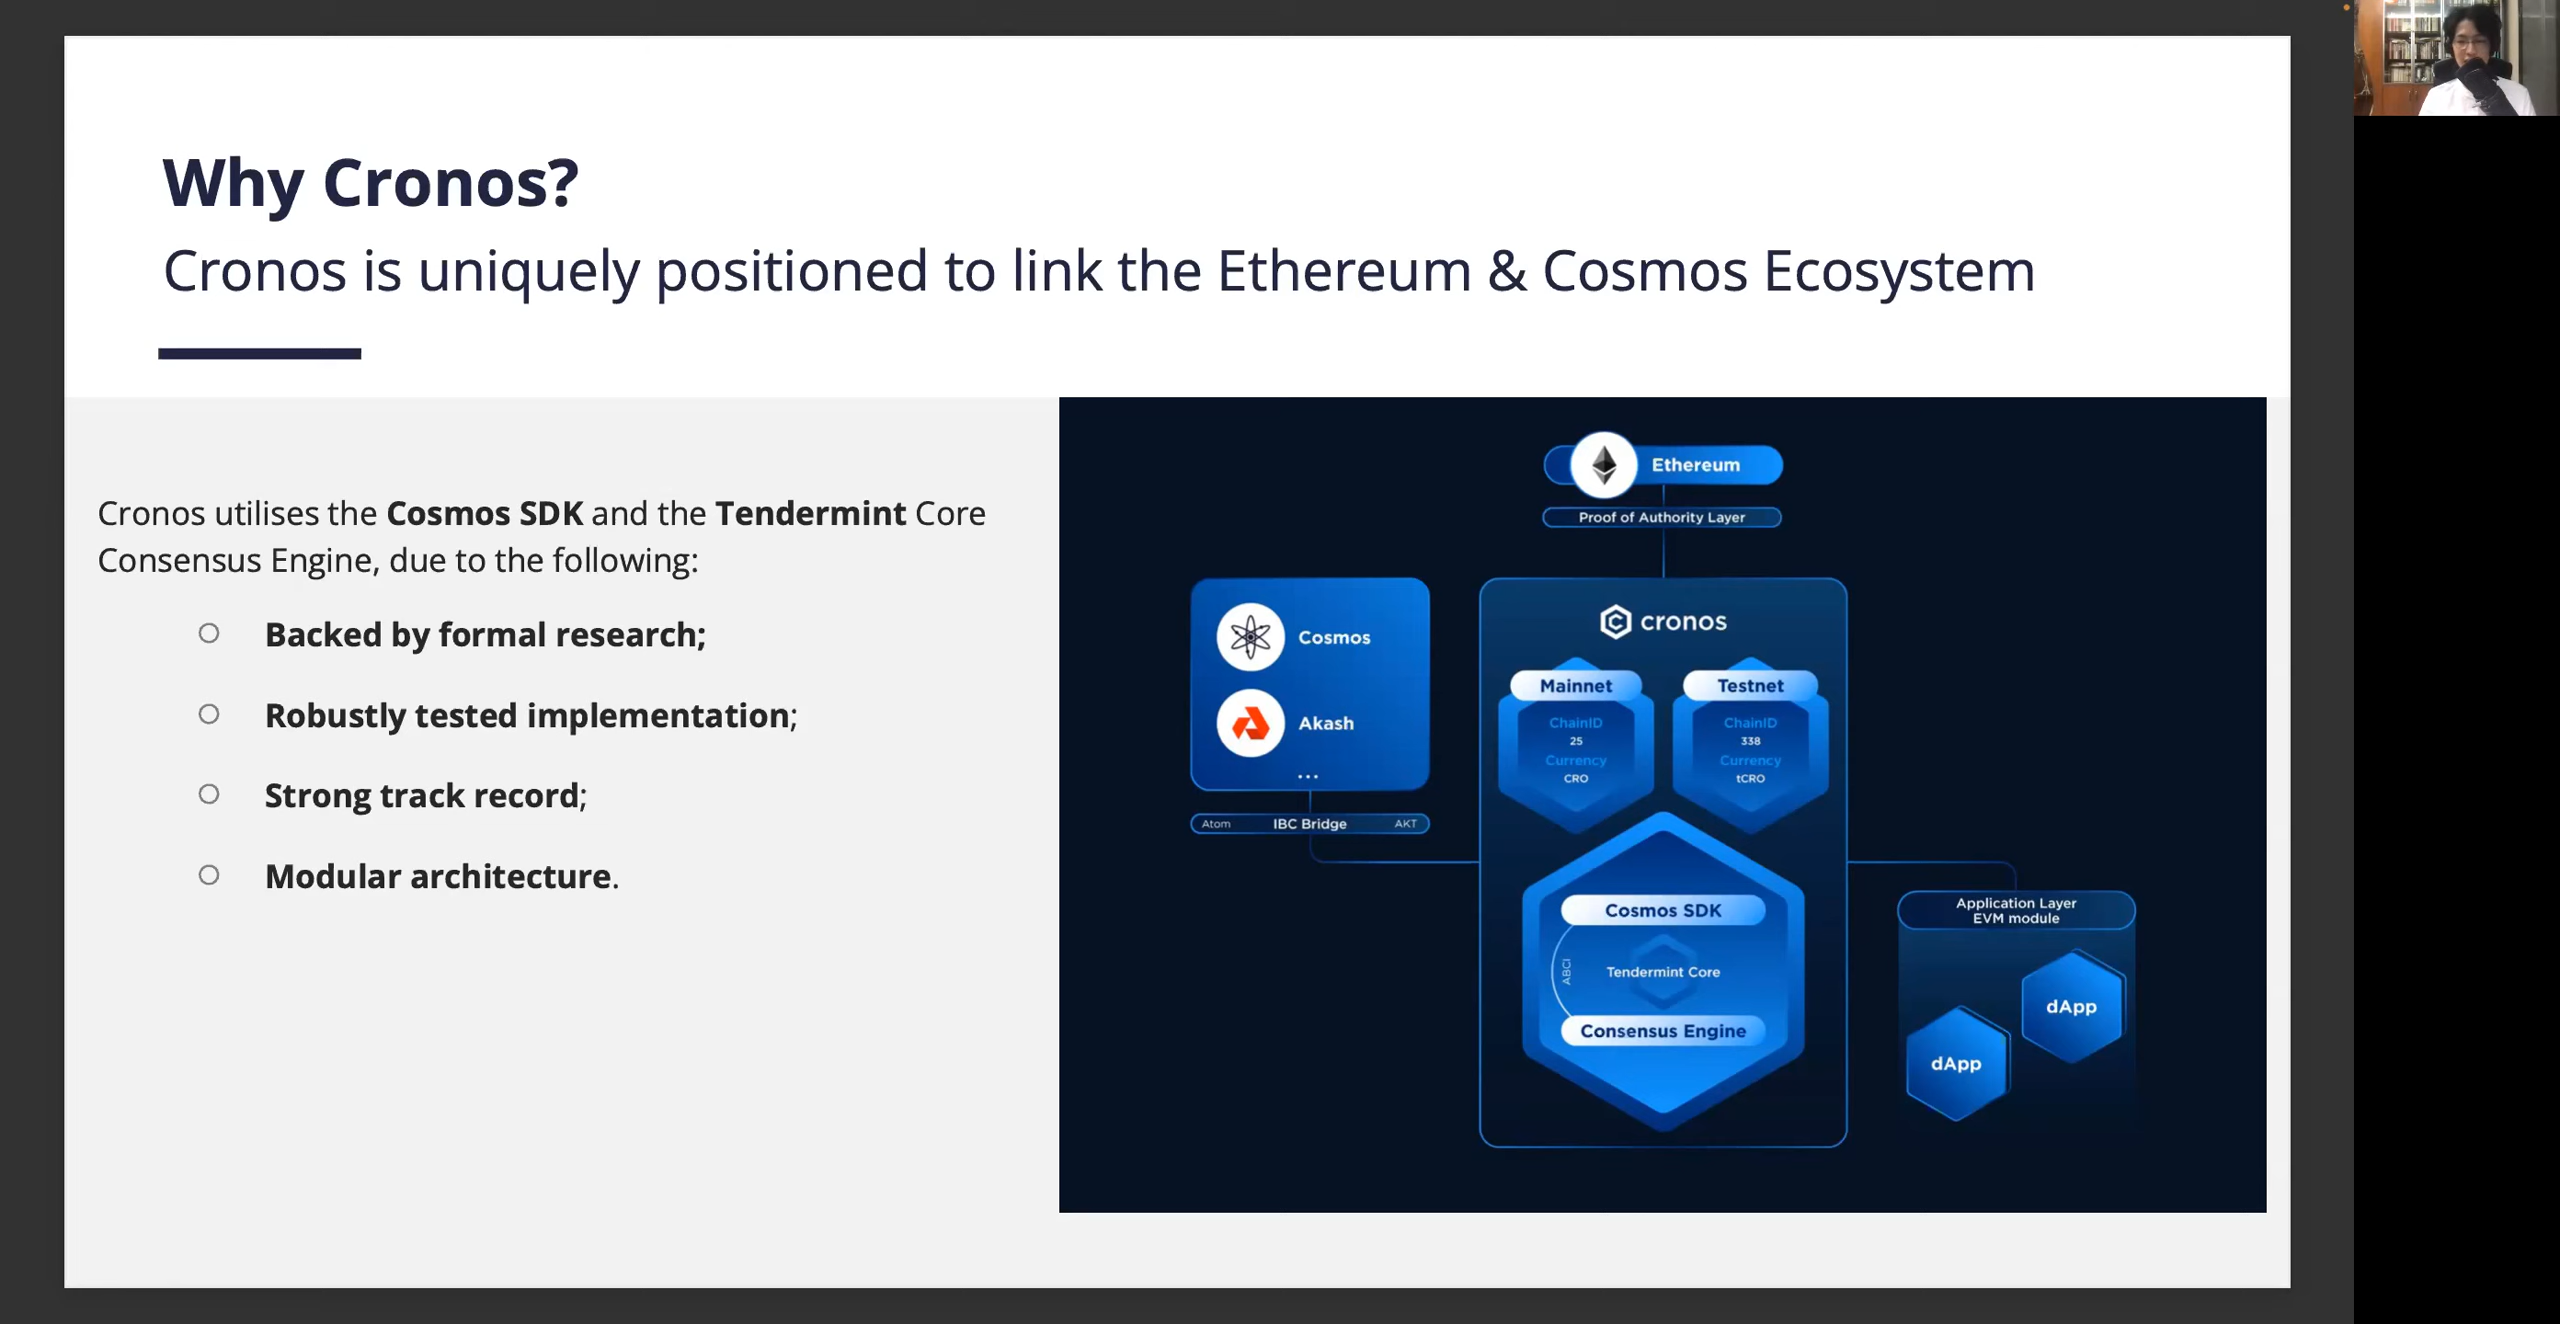 Why Cronos?
Cronos is uniquely positioned to link the Ethereum & Cosmos Ecosystem
Cronos utilises the Cosmos SDK and the Tendermint Core
Consensus Engine, due to the following:
Backed by formal research;
Robustly tested implementation;
Strong track record;
Modular architecture.
Ethereum
Proof of Authority Layer
Cosmos
Akash
...
Atom IBC Bridge AKT
cronos
Mainnet
ChainID
25
Currency
CRO
Testnet
ChainID
338
Currency
tCRO
Cosmos SDK
ABCI
Tendermint Core
Consensus Engine
Application Layer
EVM module
dApp
dApp